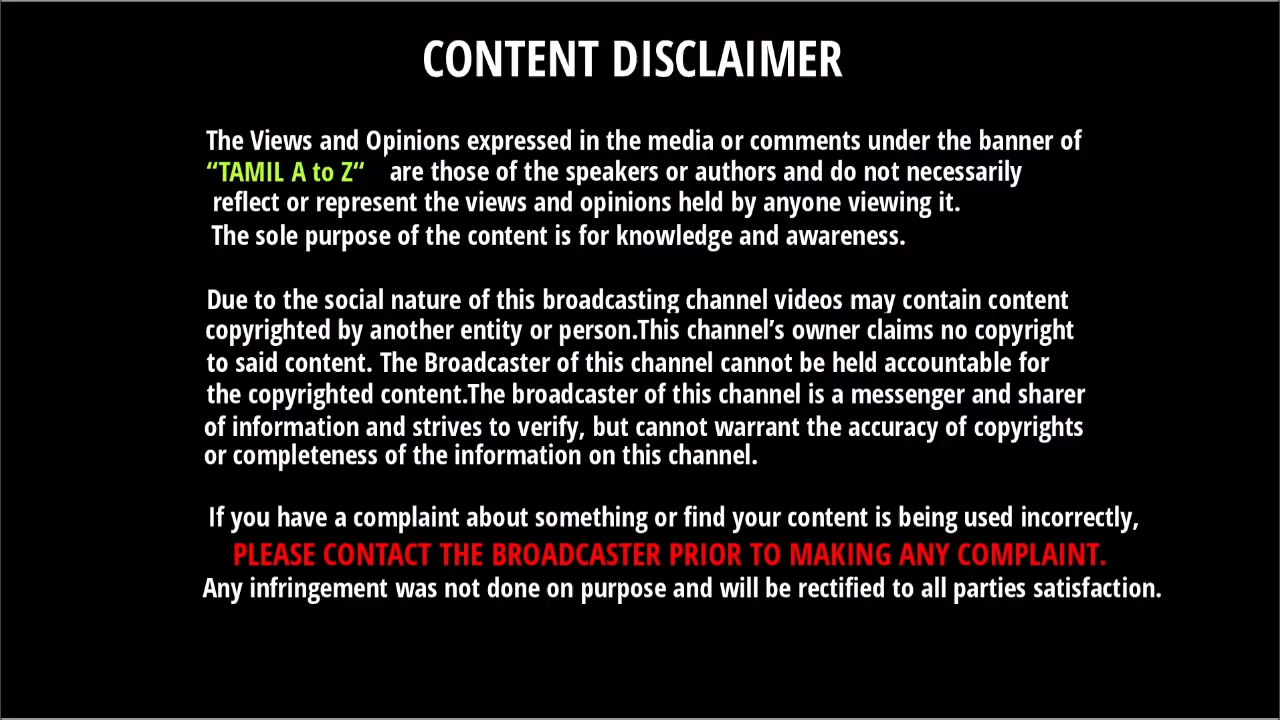 CONTENT DISCLAIMER
The Views and Opinions expressed in the media or comments under the banner of
“TAMIL A to Z“ are those of the speakers or authors and do not necessarily
reflect or represent the views and opinions held by anyone viewing it.
The sole purpose of the content is for knowledge and awareness.
Due to the social nature of this broadcasting channel videos may contain content
copyrighted by another entity or person.This channel’s owner claims no copyright
to said content. The Broadcaster of this channel cannot be held accountable for
the copyrighted content.The broadcaster of this channel is a messenger and sharer
of information and strives to verify, but cannot warrant the accuracy of copyrights
or completeness of the information on this channel.
If you have a complaint about something or find your content is being used incorrectly,
PLEASE CONTACT THE BROADCASTER PRIOR TO MAKING ANY COMPLAINT.
Any infringement was not done on purpose and will be rectified to all parties satisfaction.